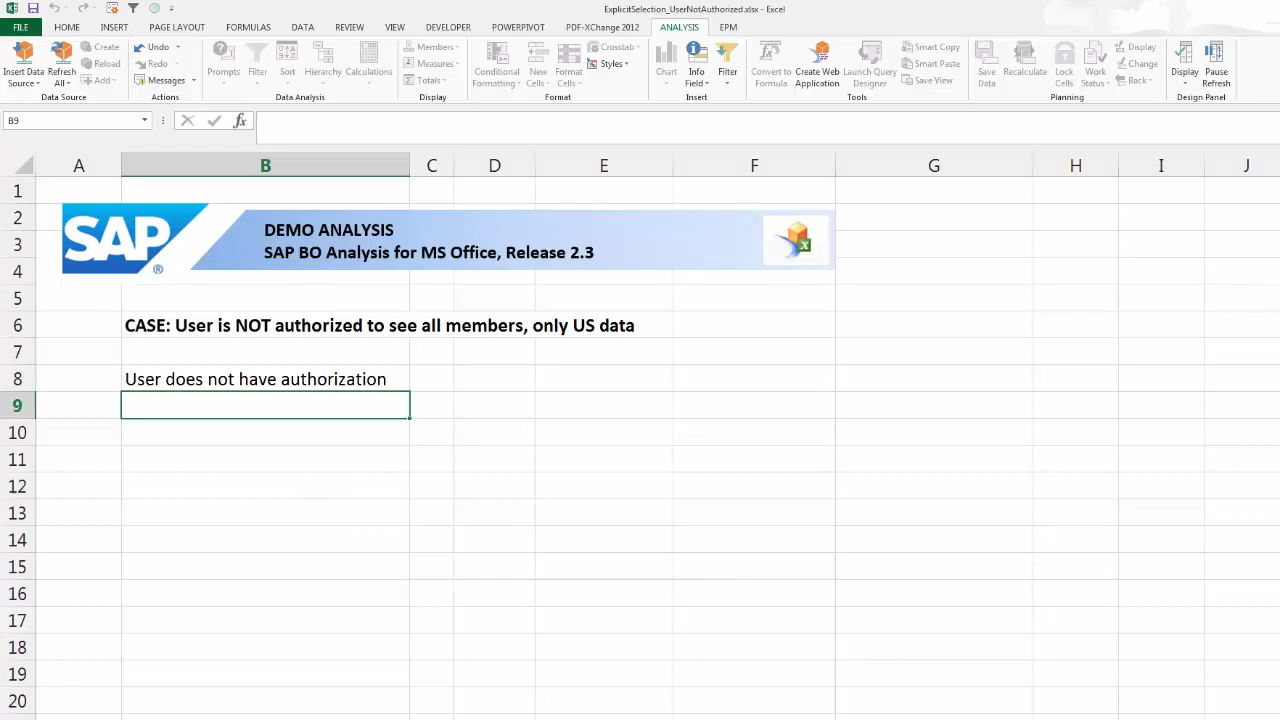 ExplicitSelection_UserNotAuthorized.xlsx - Excel
FILE HOME INSERT PAGE LAYOUT FORMULAS DATA REVIEW VIEW DEVELOPER POWERPIVOT PDF-XChange 2012 ANALYSIS EPM
Insert Data Source
Refresh All
Create
Reload
Add
Data Source
Undo
Redo
Messages
Actions
Prompts
Filter
Sort
Hierarchy
Calculations
Data Analysis
Members
Measures
Totals
Display
Conditional Formatting
New Cells
Format Cells
Crosstab
Styles
Format
Chart
Info Field
Filter
Insert
Convert to Formula
Create Web Application
Launch Query Designer
Smart Copy
Smart Paste
Save View
Tools
Save Data
Recalculate
Lock Cells
Work Status
Display
Change
Back
Planning
Display
Pause Refresh
Design Panel
B9
fx
A B C D E F G H I J
1
2
3
4
5
6
7
8
9
10
11
12
13
14
15
16
17
18
19
20
SAP ®
DEMO ANALYSIS
SAP BO Analysis for MS Office, Release 2.3
CASE: User is NOT authorized to see all members, only US data
User does not have authorization